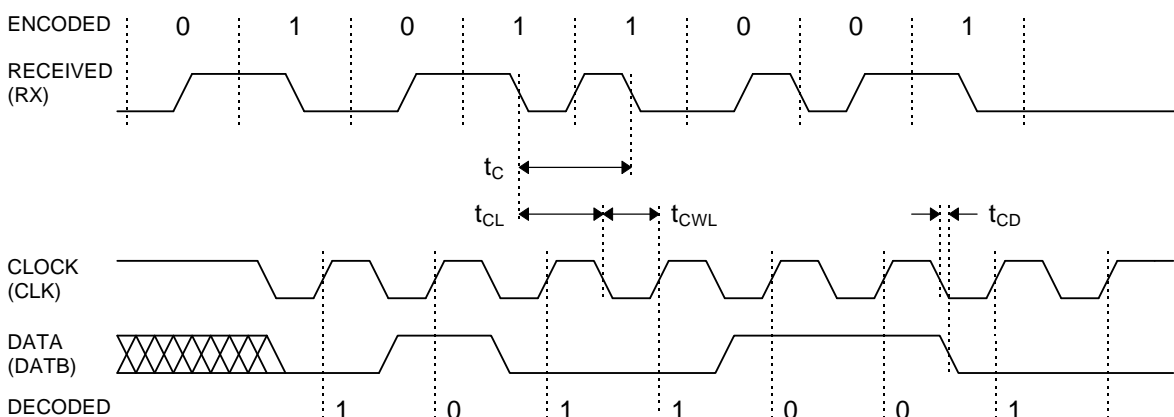 ENCODED 0 1 0 1 1 0 0 1
RECEIVED
(RX)
tC
tCL tCWL tCD
CLOCK
(CLK)
DATA
(DATB)
DECODED 1 0 1 1 0 0 1